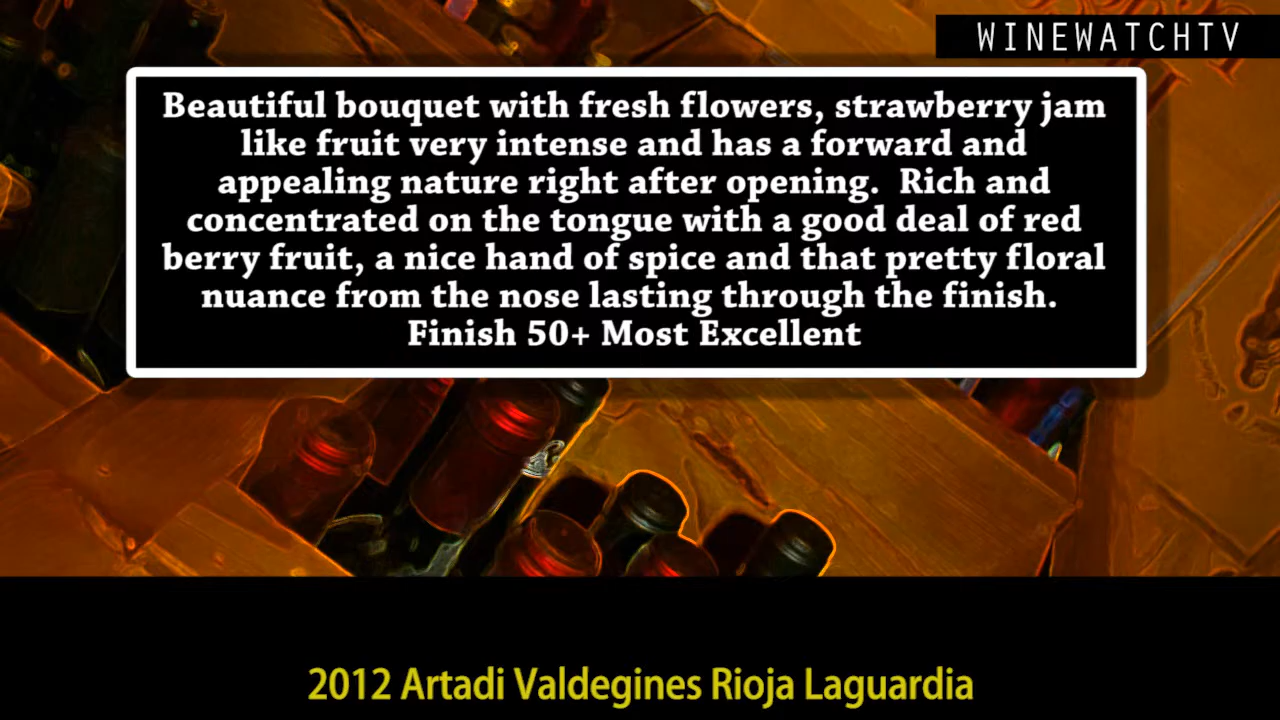 WINEWATCHTV
Beautiful bouquet with fresh flowers, strawberry jam
like fruit very intense and has a forward and
appealing nature right after opening.  Rich and
concentrated on the tongue with a good deal of red
berry fruit, a nice hand of spice and that pretty floral
nuance from the nose lasting through the finish.
Finish 50+ Most Excellent
2012 Artadi Valdegines Rioja Laguardia